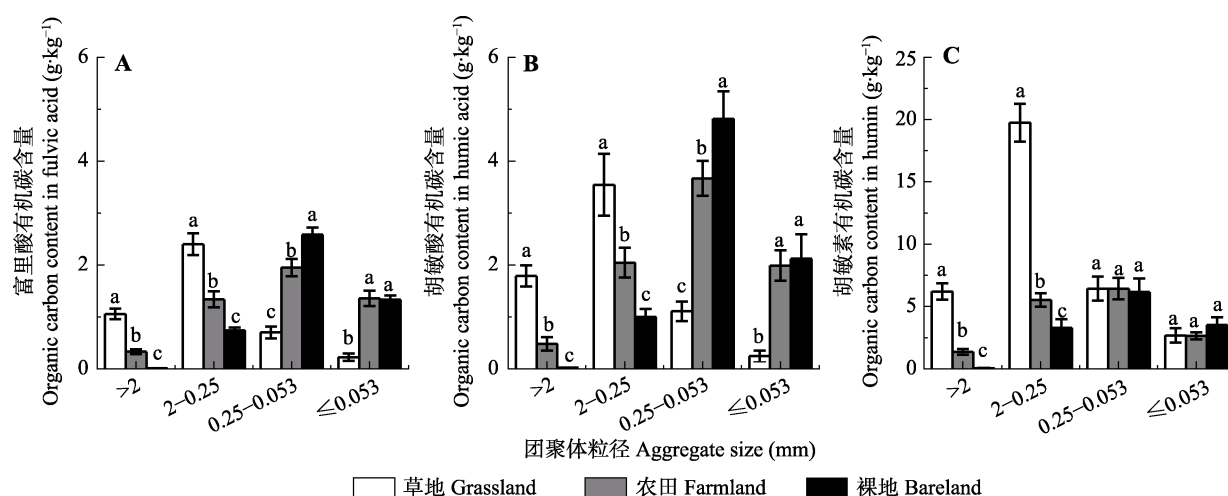 A
富里酸有机碳含量
Organic carbon content in fulvic acid (g·kg⁻¹)
6
4
2
0
a
b
c
a
b
c
c
b
a
b
a
a
>2
2–0.25
0.25–0.053
≤0.053
B
胡敏酸有机碳含量
Organic carbon content in humic acid (g·kg⁻¹)
6
4
2
0
a
b
c
a
b
c
c
b
a
b
a
a
>2
2–0.25
0.25–0.053
≤0.053
C
胡敏素有机碳含量
Organic carbon content in humin (g·kg⁻¹)
25
20
15
10
5
0
a
b
c
a
b
c
a
a
a
a
a
a
>2
2–0.25
0.25–0.053
≤0.053
团聚体粒径 Aggregate size (mm)
草地 Grassland 农田 Farmland 裸地 Bareland